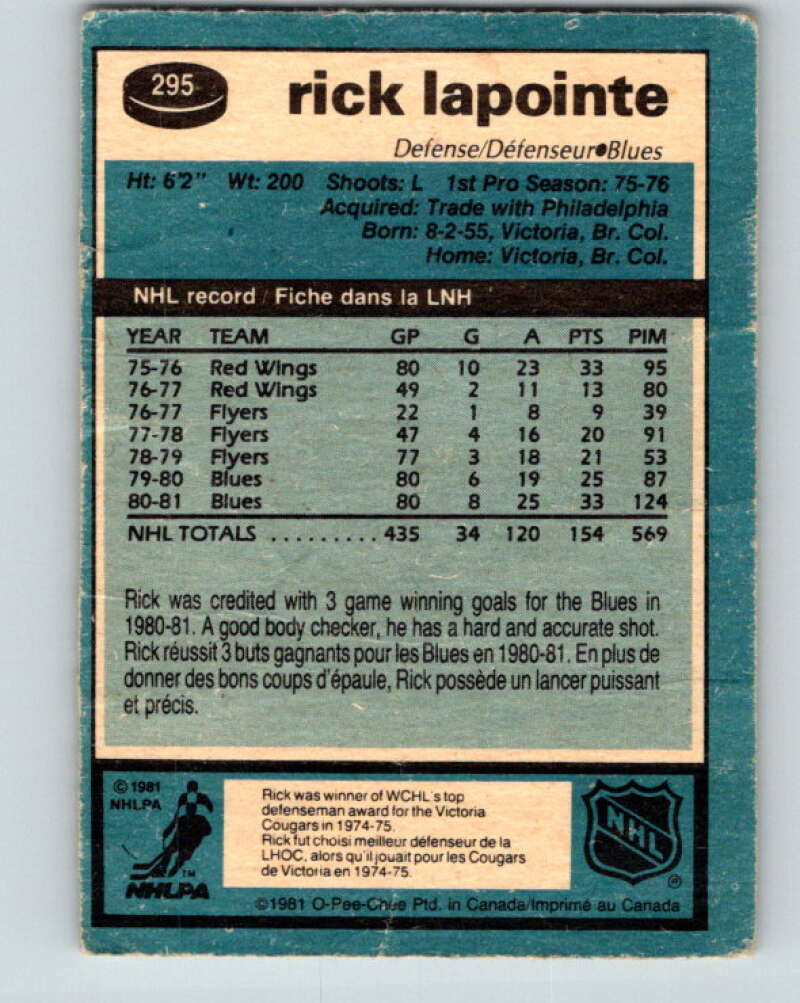 295
rick lapointe
Defense/Défenseur•Blues
Ht: 6'2" Wt: 200 Shoots: L 1st Pro Season: 75-76
Acquired: Trade with Philadelphia
Born: 8-2-55, Victoria, Br. Col.
Home: Victoria, Br. Col.
NHL record / Fiche dans la LNH
YEAR TEAM GP G A PTS PIM
75-76 Red Wings 80 10 23 33 95
76-77 Red Wings 49 2 11 13 80
76-77 Flyers 22 1 8 9 39
77-78 Flyers 47 4 16 20 91
78-79 Flyers 77 3 18 21 53
79-80 Blues 80 6 19 25 87
80-81 Blues 80 8 25 33 124
NHL TOTALS ......... 435 34 120 154 569
Rick was credited with 3 game winning goals for the Blues in
1980-81. A good body checker, he has a hard and accurate shot.
Rick réussit 3 buts gagnants pour les Blues en 1980-81. En plus de
donner des bons coups d'épaule, Rick possède un lancer puissant
et précis.
© 1981
NHLPA
TM
NHLPA
Rick was winner of WCHL's top
defenseman award for the Victoria
Cougars in 1974-75.
Rick fut choisi meilleur défenseur de la
LHOC, alors qu'il jouait pour les Cougars
de Victoria en 1974-75.
NHL
®
©1981 O-Pee-Chee Ptd. in Canada/Imprimé au Canada